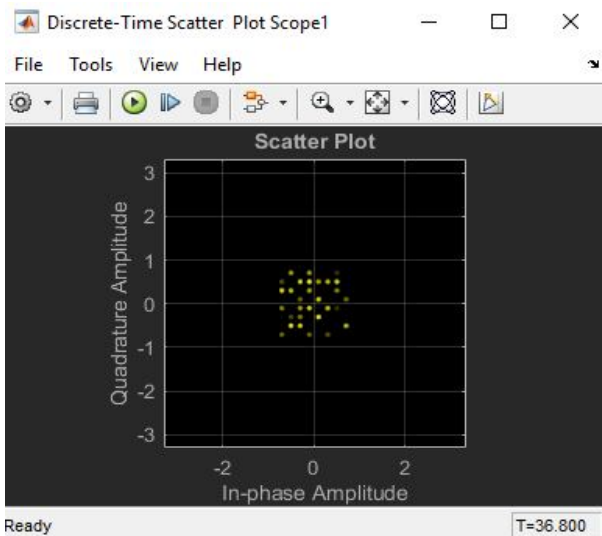 Discrete-Time Scatter Plot Scope1
File Tools View Help
Scatter Plot
Quadrature Amplitude
3
2
1
0
-1
-2
-3
-2 0 2
In-phase Amplitude
Ready T=36.800